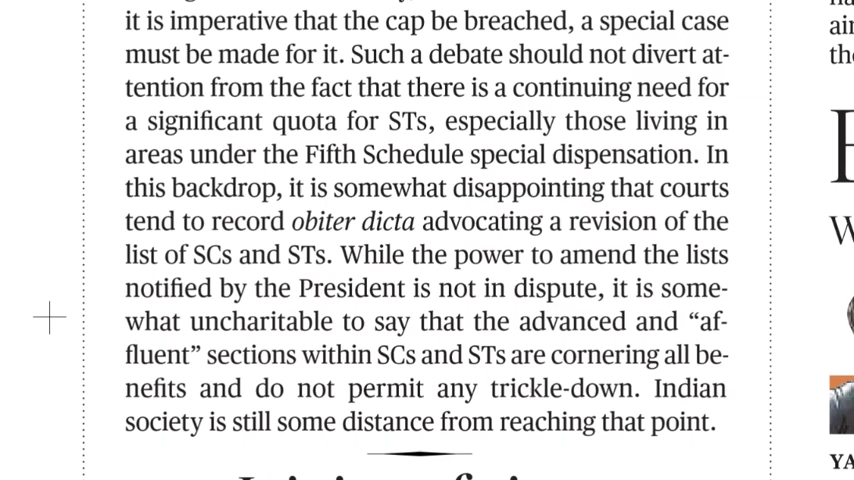 it is imperative that the cap be breached, a special case
must be made for it. Such a debate should not divert at-
tention from the fact that there is a continuing need for
a significant quota for STs, especially those living in
areas under the Fifth Schedule special dispensation. In
this backdrop, it is somewhat disappointing that courts
tend to record obiter dicta advocating a revision of the
list of SCs and STs. While the power to amend the lists
notified by the President is not in dispute, it is some-
what uncharitable to say that the advanced and “af-
fluent” sections within SCs and STs are cornering all be-
nefits and do not permit any trickle-down. Indian
society is still some distance from reaching that point.
YA